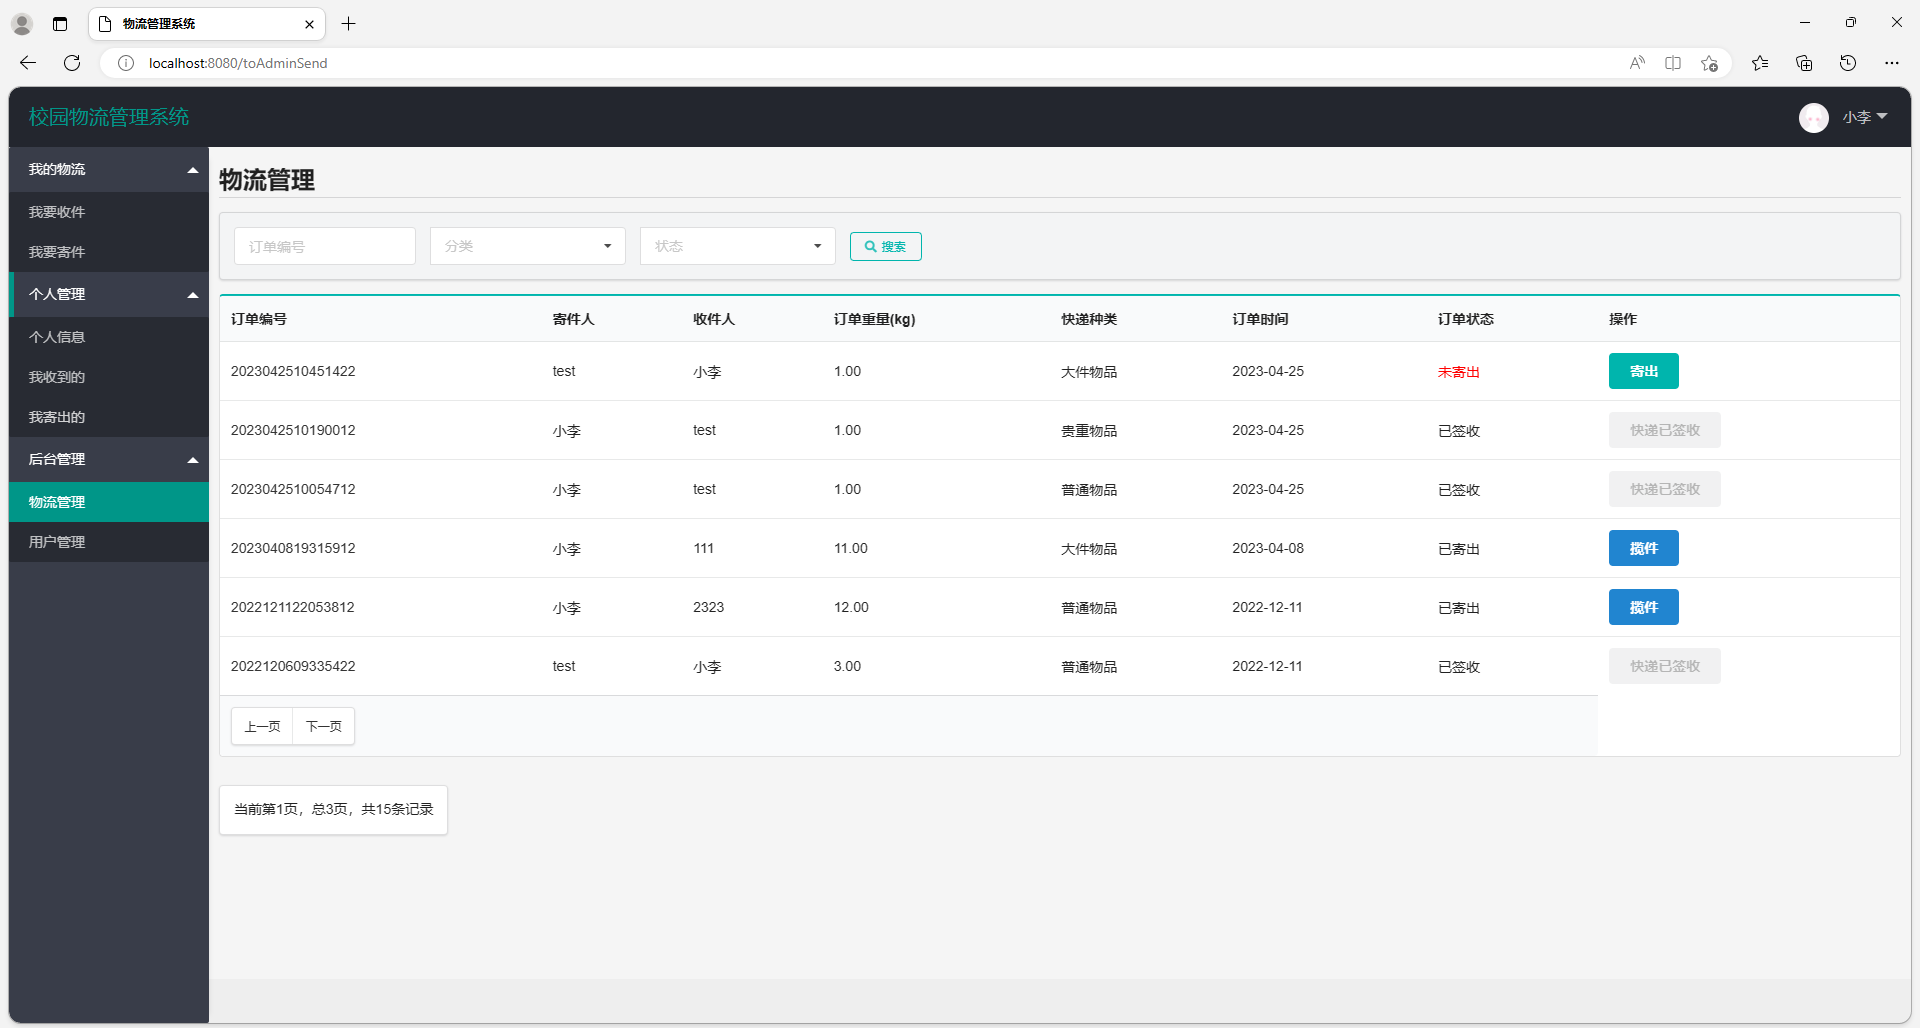 物流管理系统
localhost:8080/toAdminSend
校园物流管理系统
小李
我的物流
我要收件
我要寄件
个人管理
个人信息
我收到的
我寄出的
后台管理
物流管理
用户管理
物流管理
订单编号 分类 状态 搜索
订单编号 寄件人 收件人 订单重量(kg) 快递种类 订单时间 订单状态 操作
2023042510451422 test 小李 1.00 大件物品 2023-04-25 未寄出 寄出
2023042510190012 小李 test 1.00 贵重物品 2023-04-25 已签收 快递已签收
2023042510054712 小李 test 1.00 普通物品 2023-04-25 已签收 快递已签收
2023040819315912 小李 111 11.00 大件物品 2023-04-08 已寄出 揽件
2022121122053812 小李 2323 12.00 普通物品 2022-12-11 已寄出 揽件
2022120609335422 test 小李 3.00 普通物品 2022-12-11 已签收 快递已签收
上一页 下一页
当前第1页，总3页，共15条记录